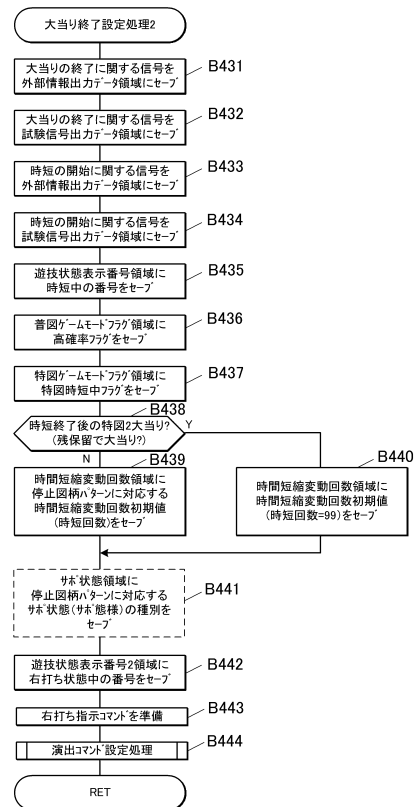 大当り終了設定処理2
大当りの終了に関する信号を
外部情報出力ﾃﾞｰﾀ領域にｾｰﾌﾞ
B431
大当りの終了に関する信号を
試験信号出力ﾃﾞｰﾀ領域にｾｰﾌﾞ
B432
時短の開始に関する信号を
外部情報出力ﾃﾞｰﾀ領域にｾｰﾌﾞ
B433
時短の開始に関する信号を
試験信号出力ﾃﾞｰﾀ領域にｾｰﾌﾞ
B434
遊技状態表示番号領域に
時短中の番号をｾｰﾌﾞ
B435
普図ｹﾞｰﾑﾓｰﾄﾞﾌﾗｸﾞ領域に
高確率ﾌﾗｸﾞをｾｰﾌﾞ
B436
特図ｹﾞｰﾑﾓｰﾄﾞﾌﾗｸﾞ領域に
特図時短中ﾌﾗｸﾞをｾｰﾌﾞ
B437
B438
時短終了後の特図2大当り?
(残保留で大当り?)
Y
N
B439
時間短縮変動回数領域に
停止図柄ﾊﾟﾀｰﾝに対応する
時間短縮変動回数初期値
(時短回数)をｾｰﾌﾞ
B440
時間短縮変動回数領域に
時間短縮変動回数初期値
(時短回数=99)をｾｰﾌﾞ
ｻﾎﾟ状態領域に
停止図柄ﾊﾟﾀｰﾝに対応する
ｻﾎﾟ状態(ｻﾎﾟ態様)の種別を
ｾｰﾌﾞ
B441
遊技状態表示番号2領域に
右打ち状態中の番号をｾｰﾌﾞ
B442
右打ち指示ｺﾏﾝﾄﾞを準備
B443
演出ｺﾏﾝﾄﾞ設定処理
B444
RET